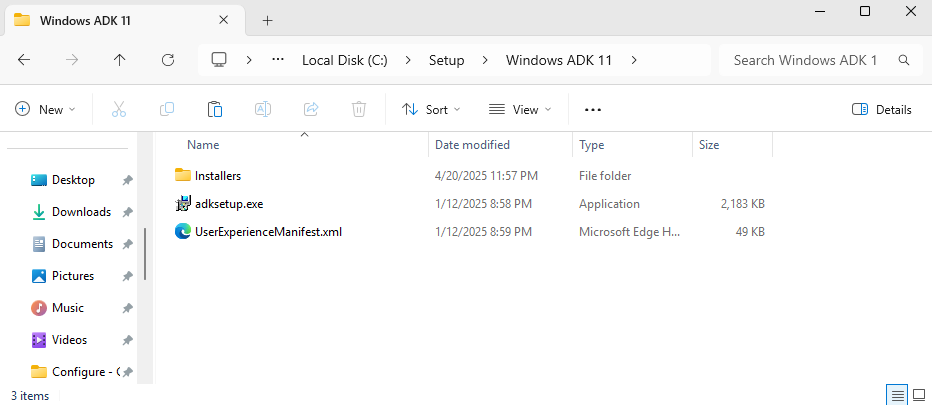 Windows ADK 11
Local Disk (C:) Setup Windows ADK 11 Search Windows ADK 1
New Sort View Details
Name Date modified Type Size
Installers 4/20/2025 11:57 PM File folder
adksetup.exe 1/12/2025 8:58 PM Application 2,183 KB
UserExperienceManifest.xml 1/12/2025 8:59 PM Microsoft Edge H... 49 KB
Desktop
Downloads
Documents
Pictures
Music
Videos
Configure - C
3 items